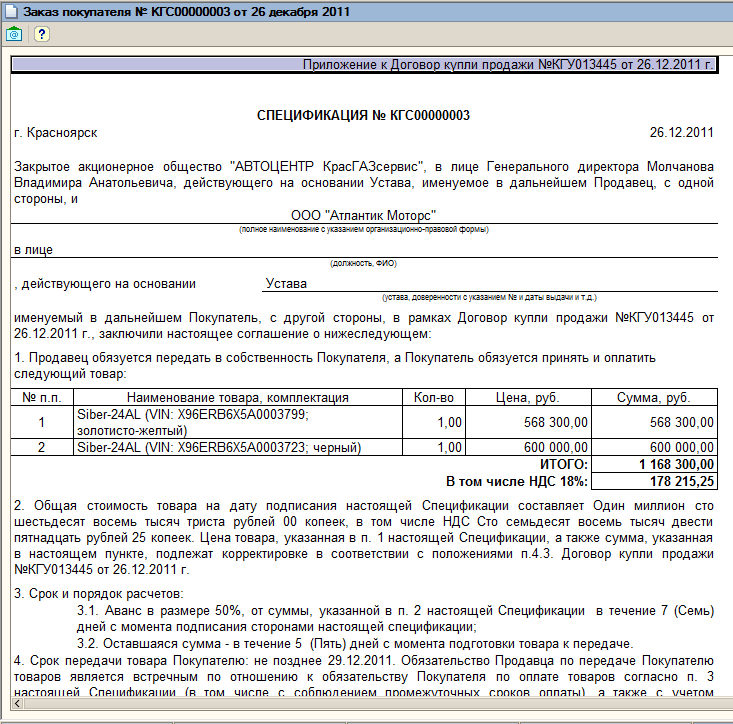 Заказ покупателя № КГС00000003 от 26 декабря 2011
Приложение к Договор купли продажи №КГУ013445 от 26.12.2011 г.
СПЕЦИФИКАЦИЯ № КГС00000003
г. Красноярск 26.12.2011
Закрытое акционерное общество "АВТОЦЕНТР КрасГАЗсервис", в лице Генерального директора Молчанова
Владимира Анатольевича, действующего на основании Устава, именуемое в дальнейшем Продавец, с одной
стороны, и
ООО "Атлантик Моторс"
(полное наименование с указанием организационно-правовой формы)
в лице
(должность, ФИО)
, действующего на основании Устава
(устава, доверенности с указанием № и даты выдачи и т.д.)
именуемый в дальнейшем Покупатель, с другой стороны, в рамках Договор купли продажи №КГУ013445 от
26.12.2011 г., заключили настоящее соглашение о нижеследующем:
1. Продавец обязуется передать в собственность Покупателя, а Покупатель обязуется принять и оплатить
следующий товар:
№ п.п. Наименование товара, комплектация Кол-во Цена, руб. Сумма, руб.
1 Siber-24AL (VIN: X96ERB6X5A0003799; 1,00 568 300,00 568 300,00
золотисто-желтый)
2 Siber-24AL (VIN: X96ERB6X5A0003723; черный) 1,00 600 000,00 600 000,00
ИТОГО: 1 168 300,00
В том числе НДС 18%: 178 215,25
2. Общая стоимость товара на дату подписания настоящей Спецификации составляет Один миллион сто
шестьдесят восемь тысяч триста рублей 00 копеек, в том числе НДС Сто семьдесят восемь тысяч двести
пятнадцать рублей 25 копеек. Цена товара, указанная в п. 1 настоящей Спецификации, а также сумма, указанная
в настоящем пункте, подлежат корректировке в соответствии с положениями п.4.3. Договор купли продажи
№КГУ013445 от 26.12.2011 г.
3. Срок и порядок расчетов:
3.1. Аванс в размере 50%, от суммы, указанной в п. 2 настоящей Спецификации в течение 7 (Семь)
дней с момента подписания сторонами настоящей спецификации;
3.2. Оставшаяся сумма - в течение 5 (Пять) дней с момента подготовки товара к передаче.
4. Срок передачи товара Покупателю: не позднее 29.12.2011. Обязательство Продавца по передаче Покупателю
товаров является встречным по отношению к обязательству Покупателя по оплате товаров согласно п. 3
настоящей Спецификации (в том числе с соблюдением промежуточных сроков оплаты), а также с учетом